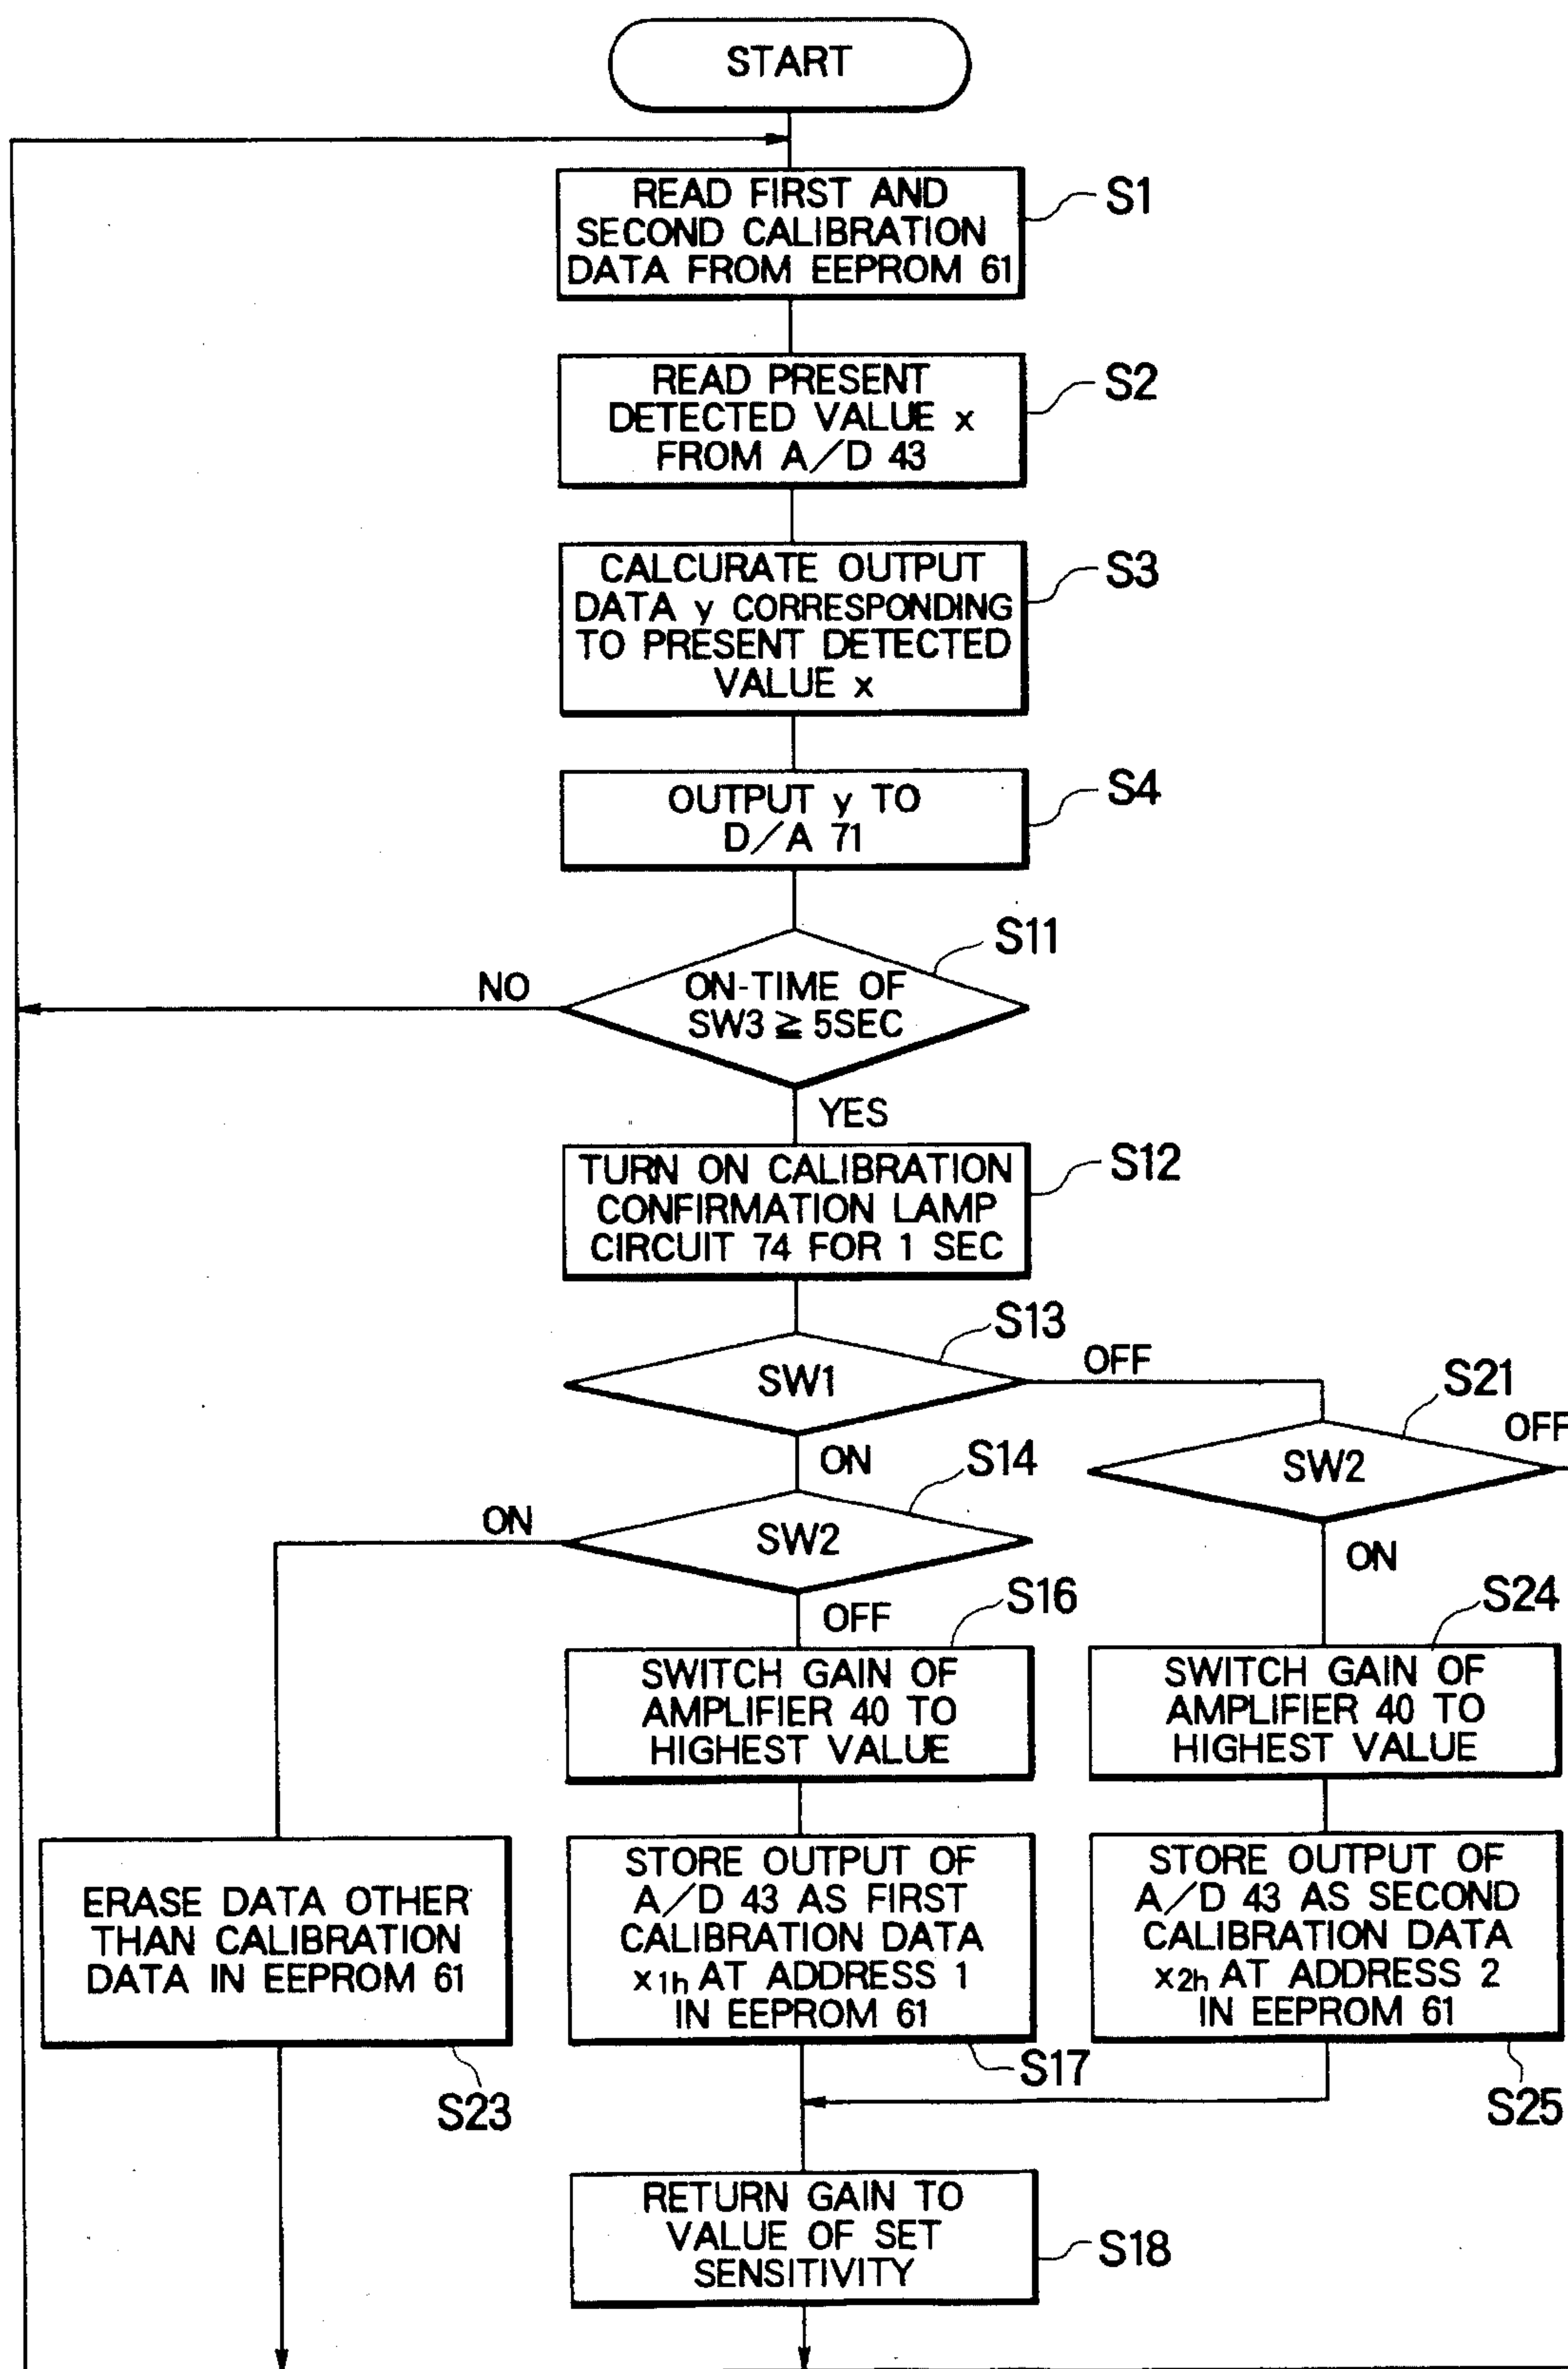 START
READ FIRST AND
SECOND CALIBRATION
DATA FROM EEPROM 61
S1
READ PRESENT
DETECTED VALUE x
FROM A/D 43
S2
CALCURATE OUTPUT
DATA y CORRESPONDING
TO PRESENT DETECTED
VALUE x
S3
OUTPUT y TO
D/A 71
S4
S11
NO
ON-TIME OF
SW3 ≧ 5SEC
YES
TURN ON CALIBRATION
CONFIRMATION LAMP
CIRCUIT 74 FOR 1 SEC
S12
S13
SW1
OFF
S21
OFF
SW2
ON
S14
ON
SW2
ON
OFF
S16
S24
SWITCH GAIN OF
AMPLIFIER 40 TO
HIGHEST VALUE
SWITCH GAIN OF
AMPLIFIER 40 TO
HIGHEST VALUE
ERASE DATA OTHER
THAN CALIBRATION
DATA IN EEPROM 61
S23
STORE OUTPUT OF
A/D 43 AS FIRST
CALIBRATION DATA
x1h AT ADDRESS 1
IN EEPROM 61
S17
STORE OUTPUT OF
A/D 43 AS SECOND
CALIBRATION DATA
x2h AT ADDRESS 2
IN EEPROM 61
S25
RETURN GAIN TO
VALUE OF SET
SENSITIVITY
S18